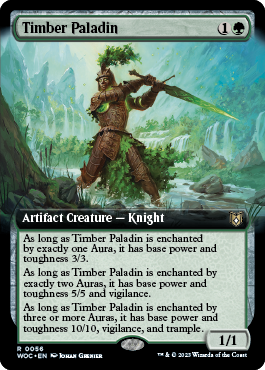 Timber Paladin 1
Artifact Creature — Knight
As long as Timber Paladin is enchanted
by exactly one Aura, it has base power and
toughness 3/3.
As long as Timber Paladin is enchanted by
exactly two Auras, it has base power and
toughness 5/5 and vigilance.
As long as Timber Paladin is enchanted by
three or more Auras, it has base power and
toughness 10/10, vigilance, and trample.
1/1
R 0056
WOC • EN Johan Grenier
™ & © 2023 Wizards of the Coast